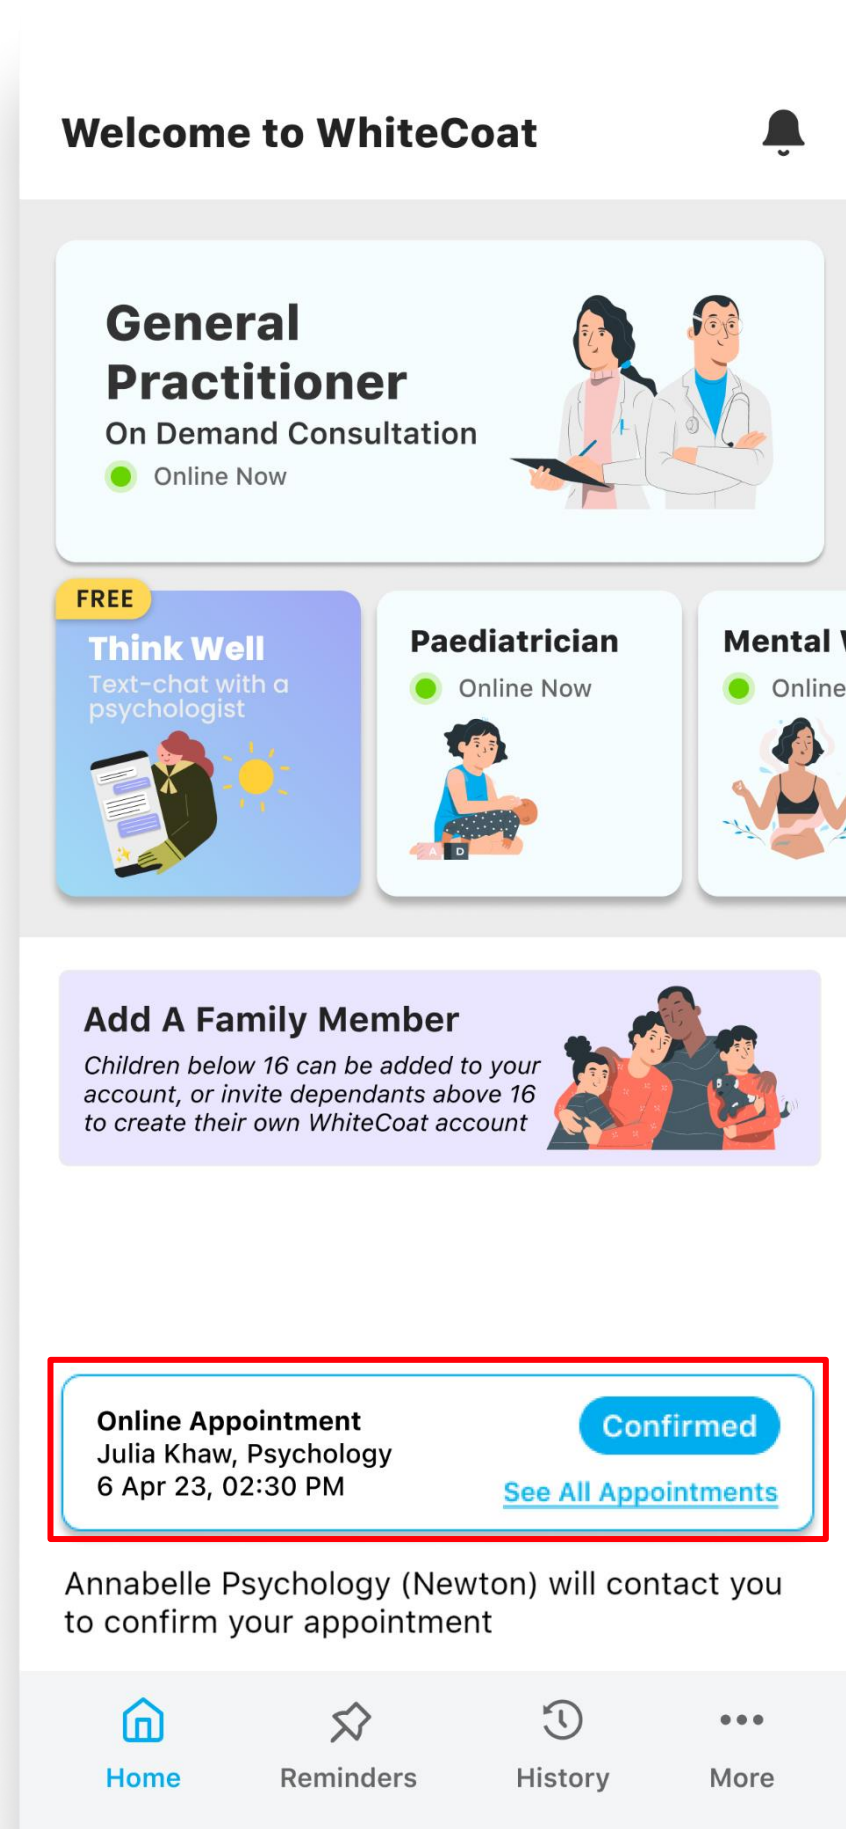 Welcome to WhiteCoat
General
Practitioner
On Demand Consultation
Online Now
FREE
Think Well
Text-chat with a
psychologist
Paediatrician
Online Now
A D
Mental
Online
Add A Family Member
Children below 16 can be added to your
account, or invite dependants above 16
to create their own WhiteCoat account
Online Appointment
Julia Khaw, Psychology
6 Apr 23, 02:30 PM
Confirmed
See All Appointments
Annabelle Psychology (Newton) will contact you
to confirm your appointment
Home
Reminders
History
More